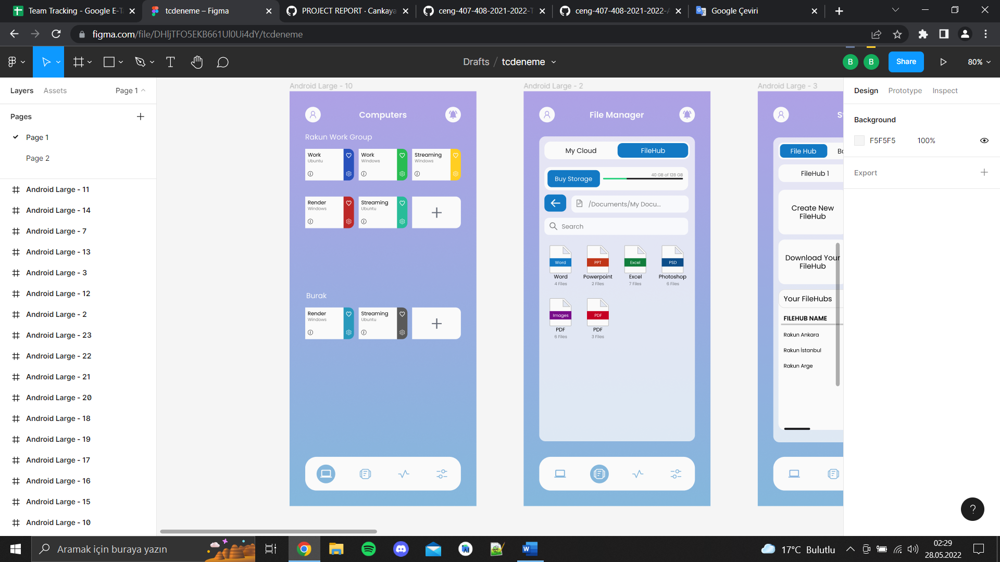 Team Tracking - Google E-T
tcdeneme – Figma
PROJECT REPORT · Cankaya
ceng-407-408-2021-2022-T
ceng-407-408-2021-2022-A
Google Çeviri
figma.com/file/DHljTFO5EKB661Ul0Ui4dY/tcdeneme
Drafts / tcdeneme
B
B
Share
80%
Layers
Assets
Page 1
Pages
Page 1
Page 2
Android Large - 11
Android Large - 14
Android Large - 7
Android Large - 13
Android Large - 3
Android Large - 12
Android Large - 2
Android Large - 23
Android Large - 22
Android Large - 21
Android Large - 20
Android Large - 18
Android Large - 19
Android Large - 17
Android Large - 16
Android Large - 15
Android Large - 10
Android Large - 10
Computers
Rakun Work Group
Work
Ubuntu
Work
Windows
Streaming
Windows
Render
Windows
Streaming
Ubuntu
Burak
Render
Windows
Streaming
Ubuntu
Android Large - 2
File Manager
My Cloud
FileHub
Buy Storage
40 GB of 128 GB
/Documents/My Docu...
Search
Word
Word
4 Files
PPT
Powerpoint
2 Files
Excel
Excel
7 Files
PSD
Photoshop
6 Files
Images
PDF
6 Files
PDF
PDF
3 Files
Android Large - 3
File Hub
FileHub 1
Create New
FileHub
Download Your
FileHub
Your FileHubs
FILEHUB NAME
Rakun Ankara
Rakun İstanbul
Rakun Arge
Design
Prototype
Inspect
Background
F5F5F5
100%
Export
?
Aramak için buraya yazın
17°C Bulutlu
02:29
28.05.2022